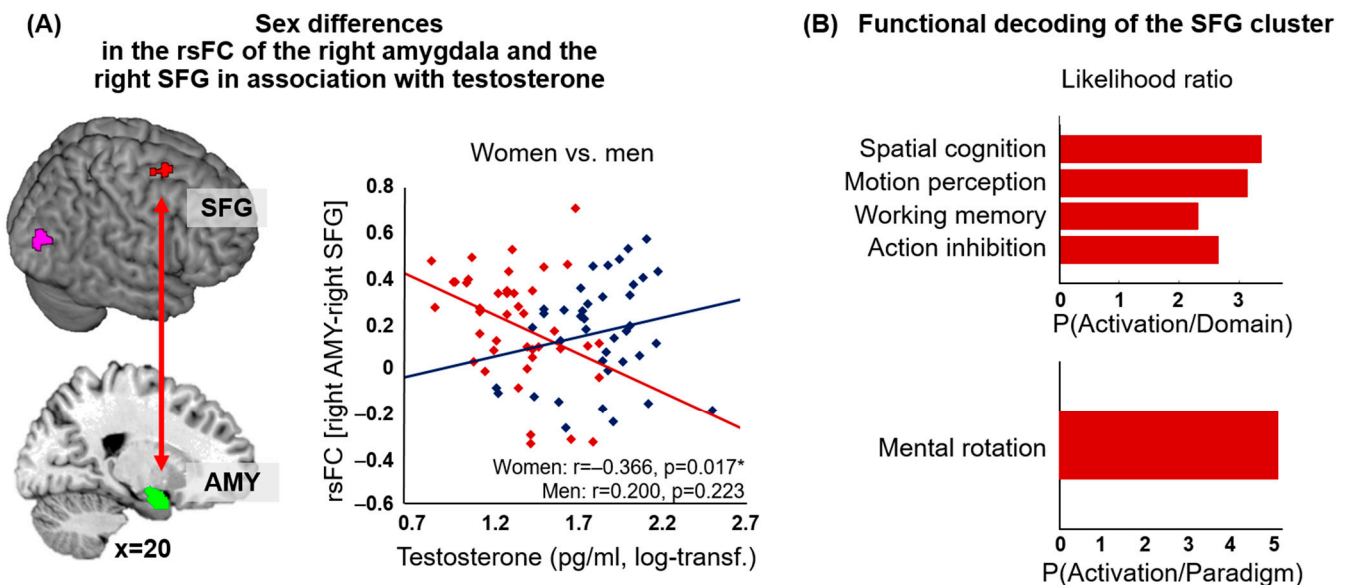 (A)
Sex differences
in the rsFC of the right amygdala and the
right SFG in association with testosterone
SFG
AMY
x=20
Women vs. men
rsFC [right AMY-right SFG]
0.8
0.6
0.4
0.2
0
–0.2
–0.4
–0.6
Women: r=–0.366, p=0.017*
Men: r=0.200, p=0.223
0.7 1.2 1.7 2.2 2.7
Testosterone (pg/ml, log-transf.)
(B) Functional decoding of the SFG cluster
Likelihood ratio
Spatial cognition
Motion perception
Working memory
Action inhibition
0 1 2 3
P(Activation/Domain)
Mental rotation
0 1 2 3 4 5
P(Activation/Paradigm)